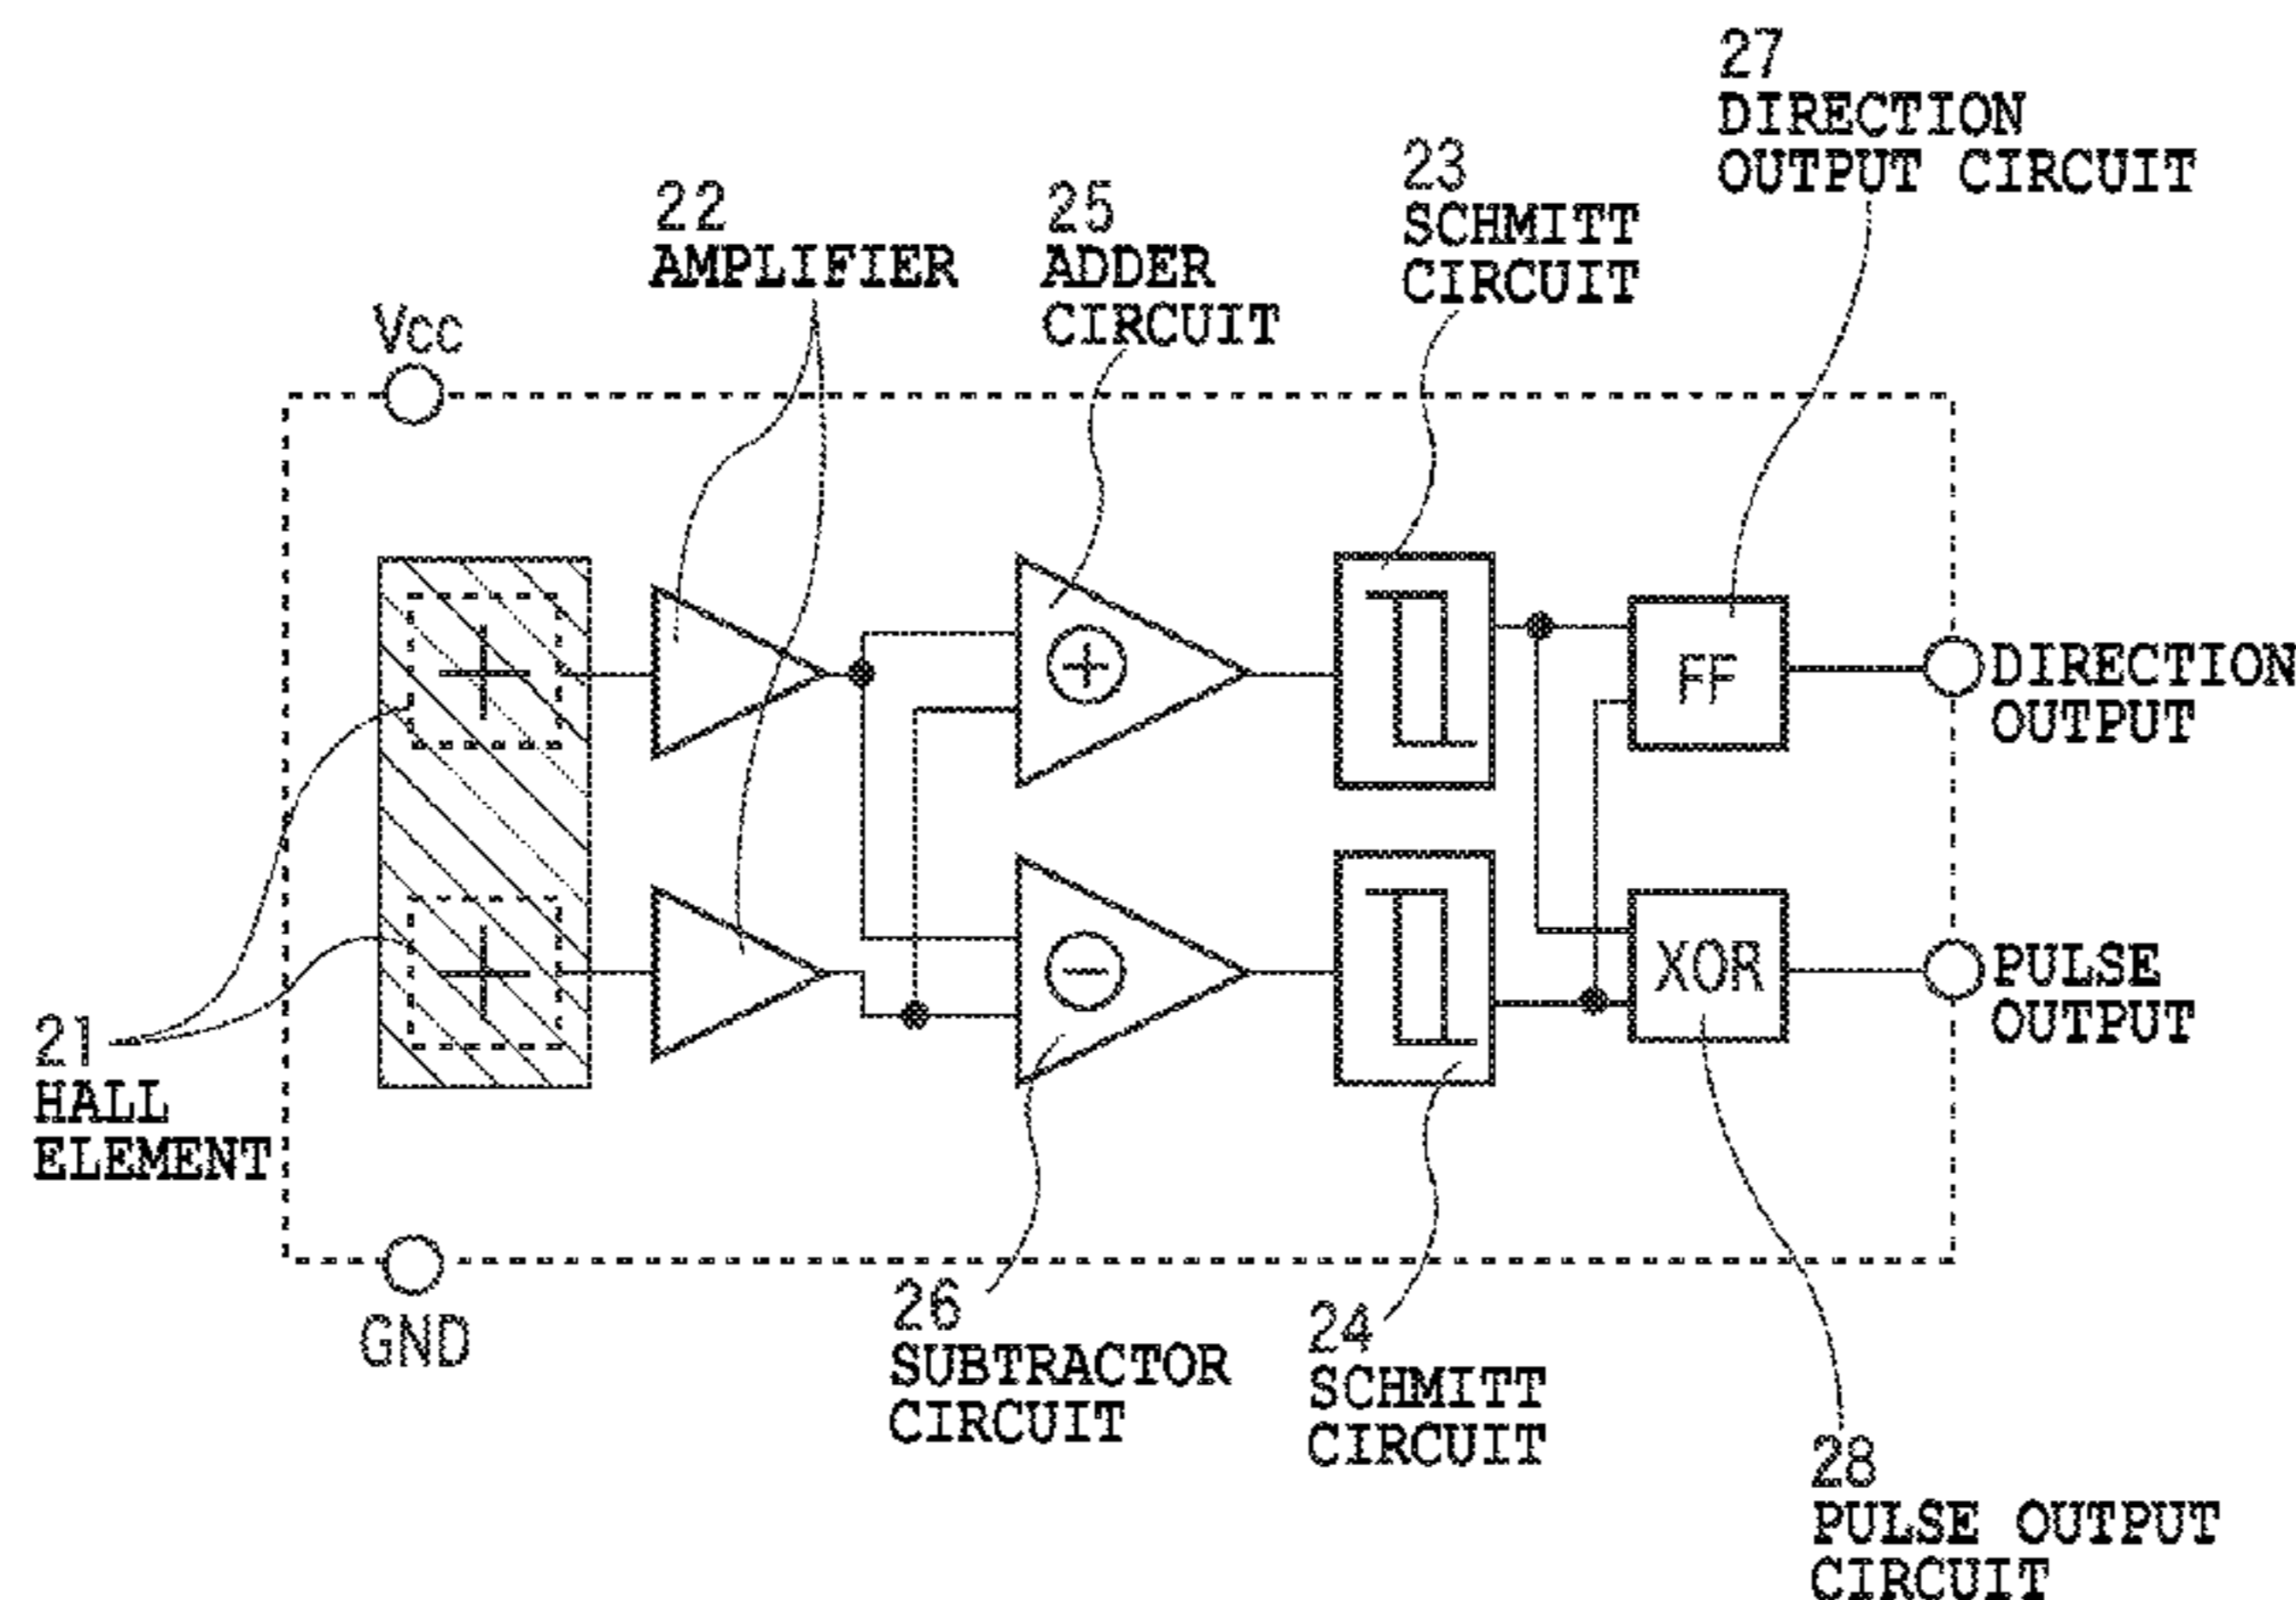 27
DIRECTION
OUTPUT CIRCUIT
23
SCHMITT
CIRCUIT
22
AMPLIFIER
25
ADDER
CIRCUIT
Vcc
FF
DIRECTION
OUTPUT
XOR
PULSE
OUTPUT
21
HALL
ELEMENT
GND
26
SUBTRACTOR
CIRCUIT
24
SCHMITT
CIRCUIT
28
PULSE OUTPUT
CIRCUIT